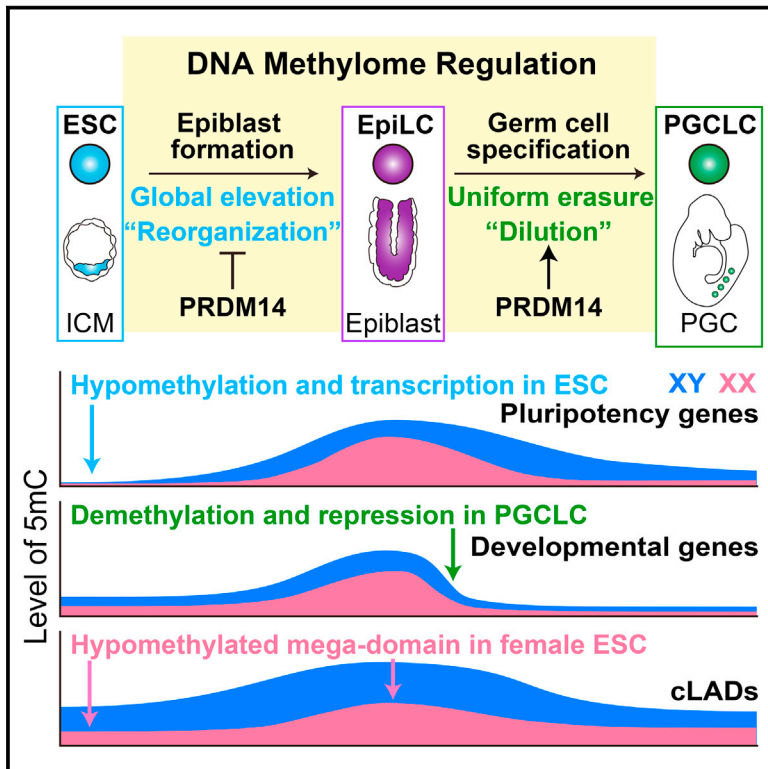 DNA Methylome Regulation
ESC
Epiblast
formation
EpiLC
Germ cell
specification
PGCLC
Global elevation
“Reorganization”
Uniform erasure
“Dilution”
ICM
PRDM14
Epiblast
PRDM14
PGC
Level of 5mC
Hypomethylation and transcription in ESC
XY XX
Pluripotency genes
Demethylation and repression in PGCLC
Developmental genes
Hypomethylated mega-domain in female ESC
cLADs